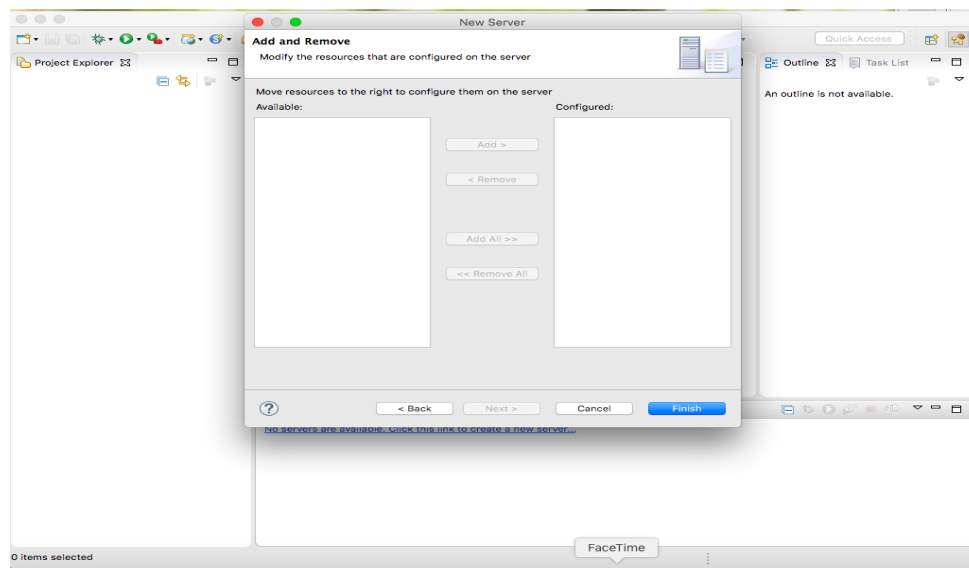 New Server
Quick Access
Add and Remove
Modify the resources that are configured on the server
Project Explorer
Outline
Task List
An outline is not available.
Move resources to the right to configure them on the server
Available:
Configured:
Add >
< Remove
Add All >>
<< Remove All
?
< Back
Next >
Cancel
Finish
No servers are available. Click this link to create a new server...
FaceTime
0 items selected